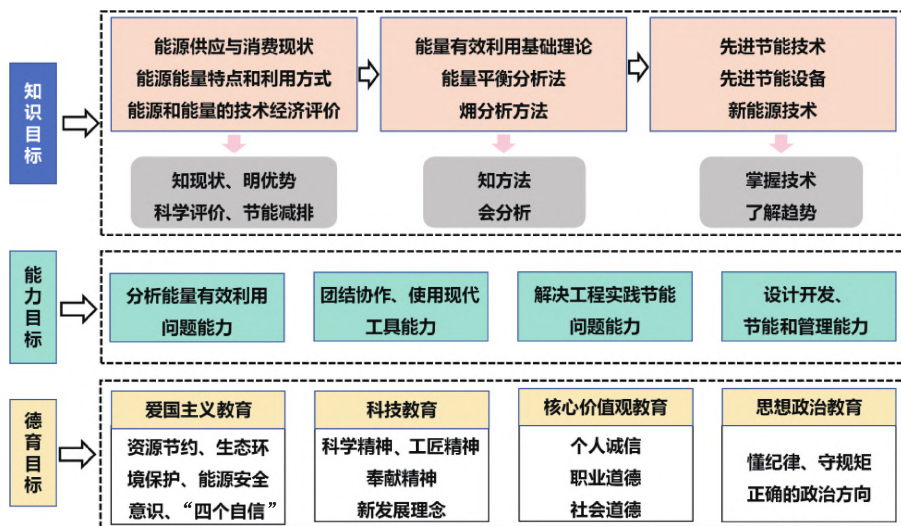 知识目标
能源供应与消费现状
能源能量特点和利用方式
能源和能量的技术经济评价
能量有效利用基础理论
能量平衡分析法
㶲分析方法
先进节能技术
先进节能设备
新能源技术
知现状、明优势
科学评价、节能减排
知方法
会分析
掌握技术
了解趋势
能力目标
分析能量有效利用
问题能力
团结协作、使用现代
工具能力
解决工程实践节能
问题能力
设计开发、
节能和管理能力
德育目标
爱国主义教育
资源节约、生态环
境保护、能源安全
意识、“四个自信”
科技教育
科学精神、工匠精神
奉献精神
新发展理念
核心价值观教育
个人诚信
职业道德
社会道德
思想政治教育
懂纪律、守规矩
正确的政治方向